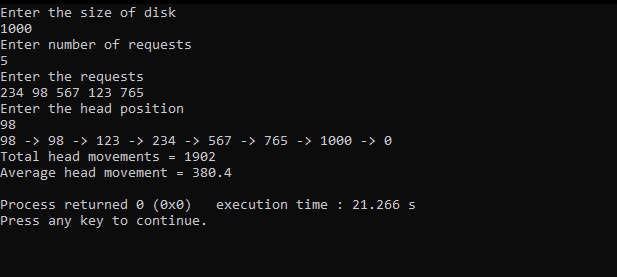 Enter the size of disk
1000
Enter number of requests
5
Enter the requests
234 98 567 123 765
Enter the head position
98
98 -> 98 -> 123 -> 234 -> 567 -> 765 -> 1000 -> 0
Total head movements = 1902
Average head movement = 380.4
Process returned 0 (0x0)   execution time : 21.266 s
Press any key to continue.